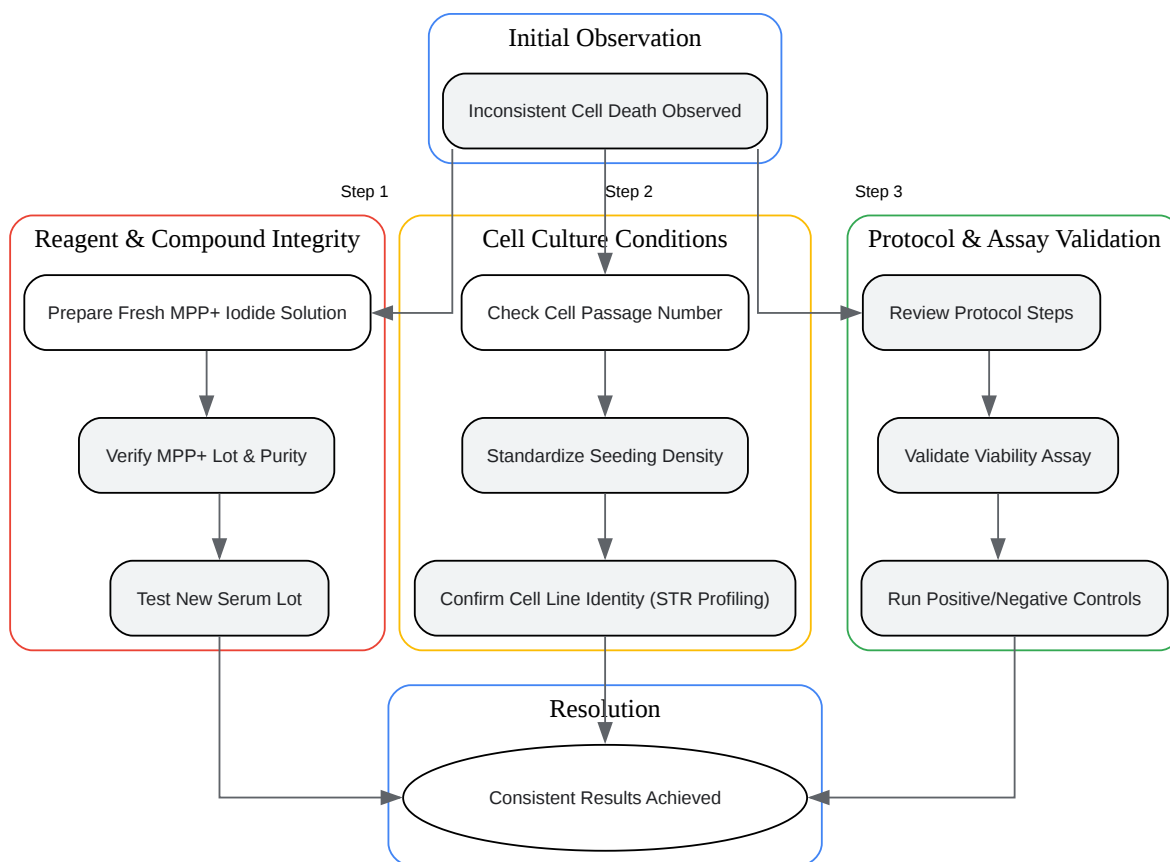 Initial Observation
Inconsistent Cell Death Observed
Step 1
Step 2
Step 3
Reagent & Compound Integrity
Cell Culture Conditions
Protocol & Assay Validation
Prepare Fresh MPP+ Iodide Solution
Check Cell Passage Number
Review Protocol Steps
Verify MPP+ Lot & Purity
Standardize Seeding Density
Validate Viability Assay
Test New Serum Lot
Confirm Cell Line Identity (STR Profiling)
Run Positive/Negative Controls
Resolution
Consistent Results Achieved